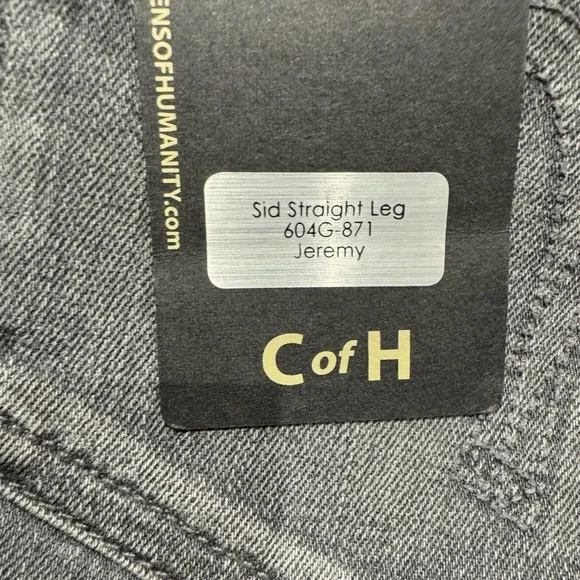 ENSOFHUMANITY.com
Sid Straight Leg
604G-871
Jeremy
C of H